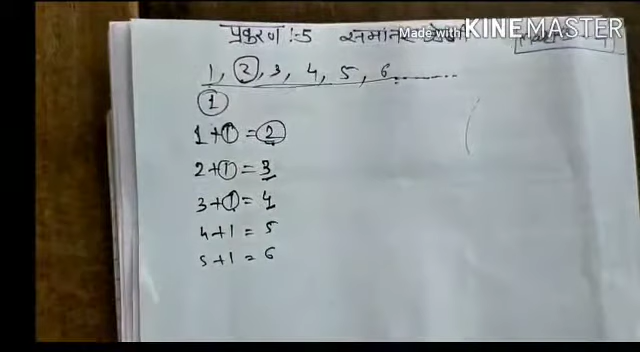 प्रकरण :- 5 समांतर श्रेणी
Made with KINEMASTER
1, 2, 3, 4, 5, 6.......
1
1 + 1 = 2
2 + 1 = 3
3 + 1 = 4
4 + 1 = 5
5 + 1 = 6